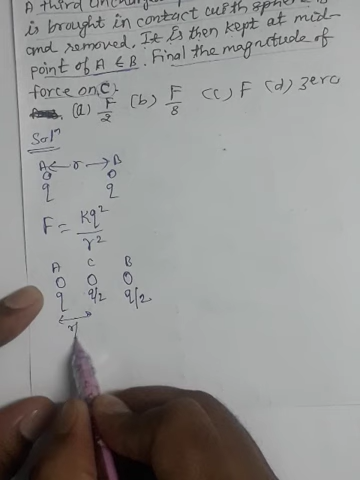 A third uncharged
is brought in contact with sphere
and removed. It is then kept at mid-
point of A & B. Final the magnitude of
force on C.
(a) F/2 (b) F/8 (c) F (d) zero
Solⁿ
A ← r → B
q q
F = Kq²/r²
A C B
q q/2 q/2
r